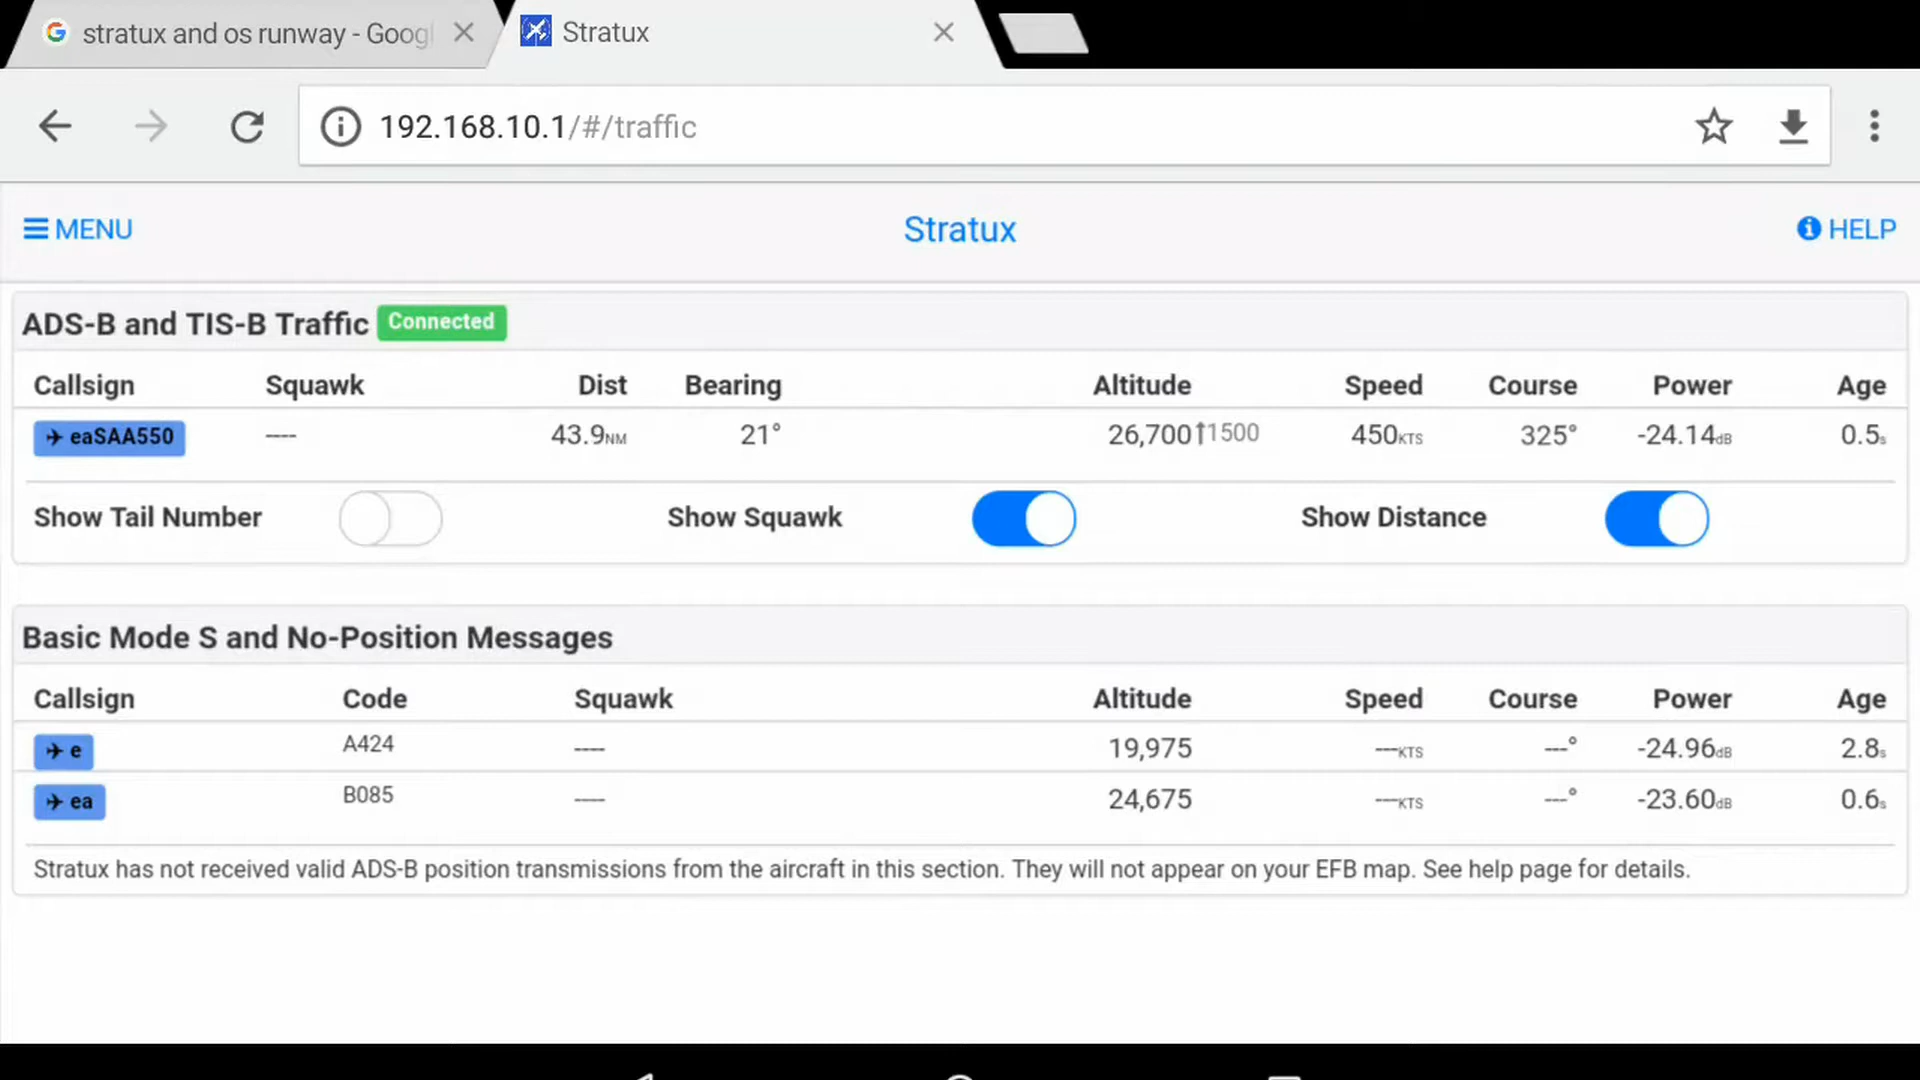 stratux and os runway - Googl
Stratux
192.168.10.1/#/traffic
MENU
Stratux
HELP
ADS-B and TIS-B Traffic Connected
Callsign Squawk Dist Bearing Altitude Speed Course Power Age
eaSAA550 ---- 43.9NM 21° 26,700↑1500 450KTS 325° -24.14dB 0.5s
Show Tail Number Show Squawk Show Distance
Basic Mode S and No-Position Messages
Callsign Code Squawk Altitude Speed Course Power Age
e A424 ---- 19,975 ---KTS ---° -24.96dB 2.8s
ea B085 ---- 24,675 ---KTS ---° -23.60dB 0.6s
Stratux has not received valid ADS-B position transmissions from the aircraft in this section. They will not appear on your EFB map. See help page for details.